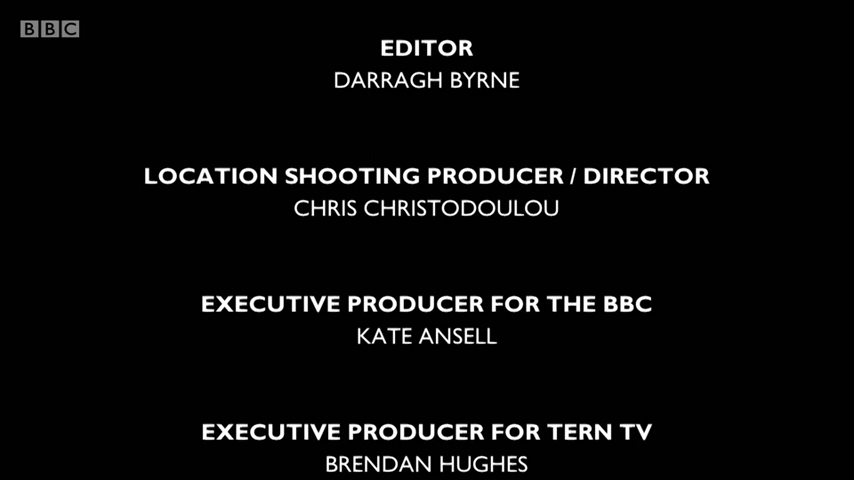 BBC
EDITOR
DARRAGH BYRNE
LOCATION SHOOTING PRODUCER / DIRECTOR
CHRIS CHRISTODOULOU
EXECUTIVE PRODUCER FOR THE BBC
KATE ANSELL
EXECUTIVE PRODUCER FOR TERN TV
BRENDAN HUGHES